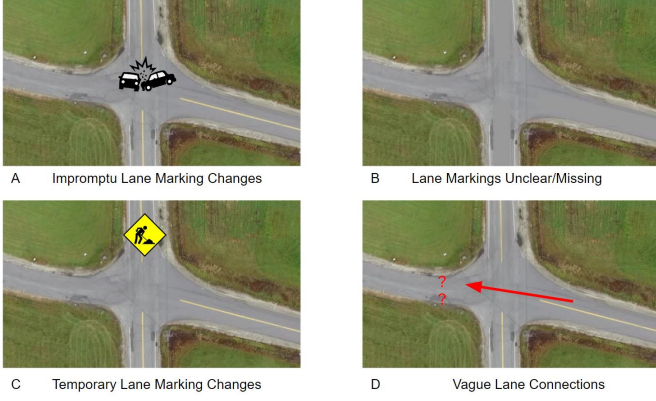 A Impromptu Lane Marking Changes
B Lane Markings Unclear/Missing
? 
?
C Temporary Lane Marking Changes
D Vague Lane Connections